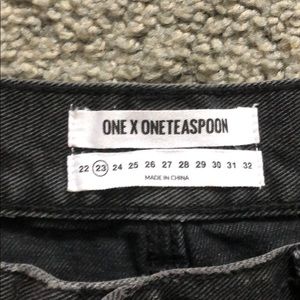 ONE X ONETEASPOON
22 23 24 25 26 27 28 29 30 31 32
MADE IN CHINA